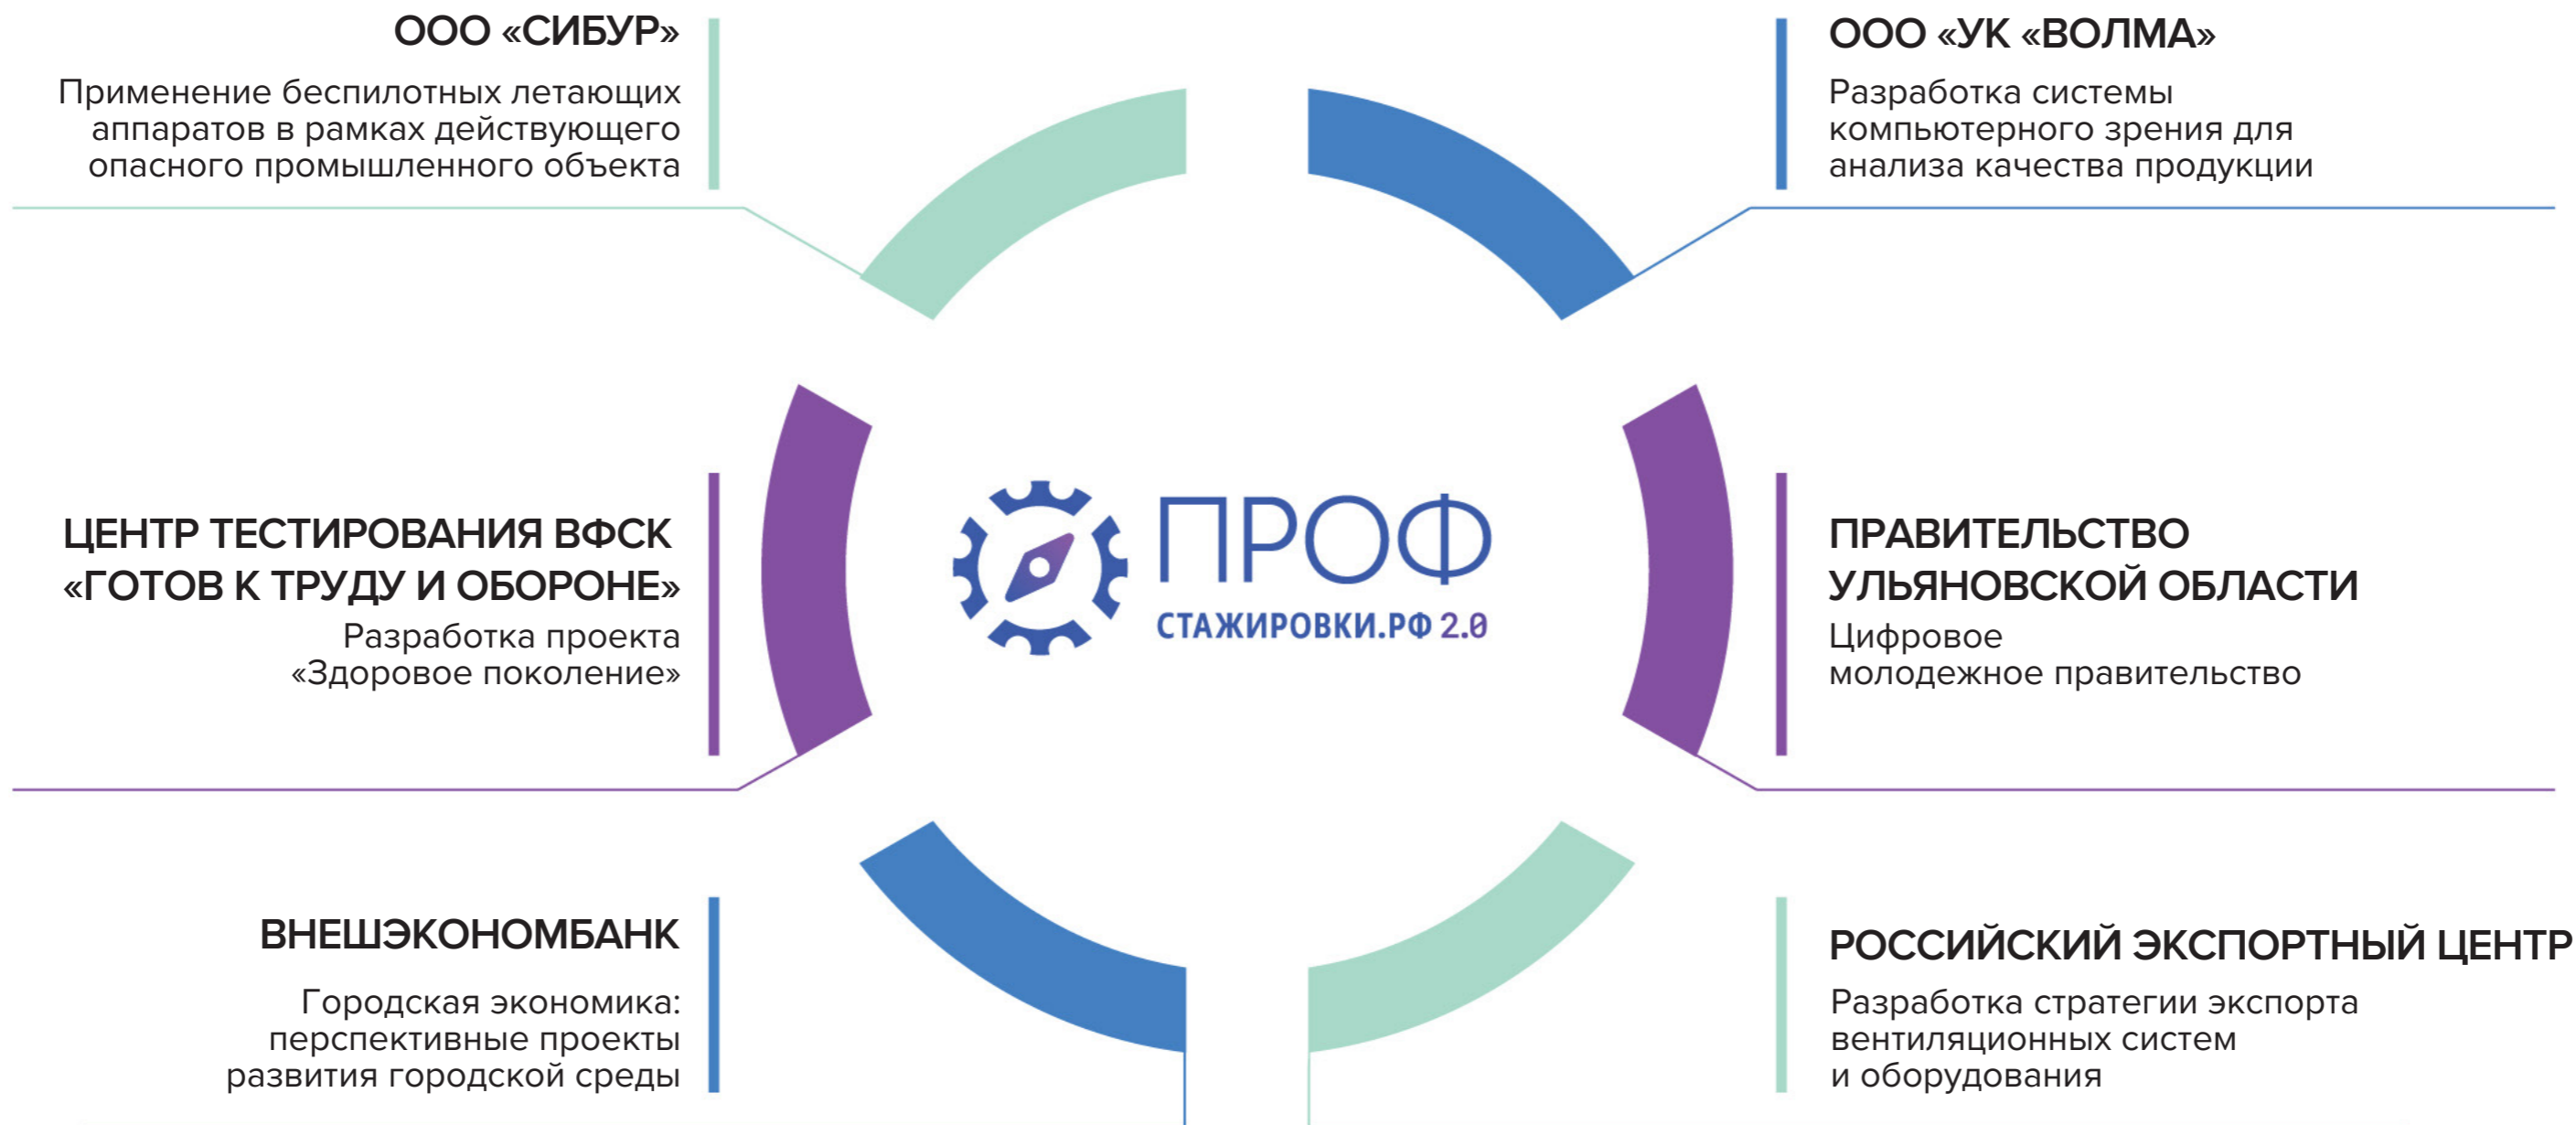 ООО «СИБУР»
Применение беспилотных летающих
аппаратов в рамках действующего
опасного промышленного объекта
ООО «УК «ВОЛМА»
Разработка системы
компьютерного зрения для
анализа качества продукции
ЦЕНТР ТЕСТИРОВАНИЯ ВФСК
«ГОТОВ К ТРУДУ И ОБОРОНЕ»
Разработка проекта
«Здоровое поколение»
ПРОФ
СТАЖИРОВКИ.РФ 2.0
ПРАВИТЕЛЬСТВО
УЛЬЯНОВСКОЙ ОБЛАСТИ
Цифровое
молодежное правительство
ВНЕШЭКОНОМБАНК
Городская экономика:
перспективные проекты
развития городской среды
РОССИЙСКИЙ ЭКСПОРТНЫЙ ЦЕНТР
Разработка стратегии экспорта
вентиляционных систем
и оборудования